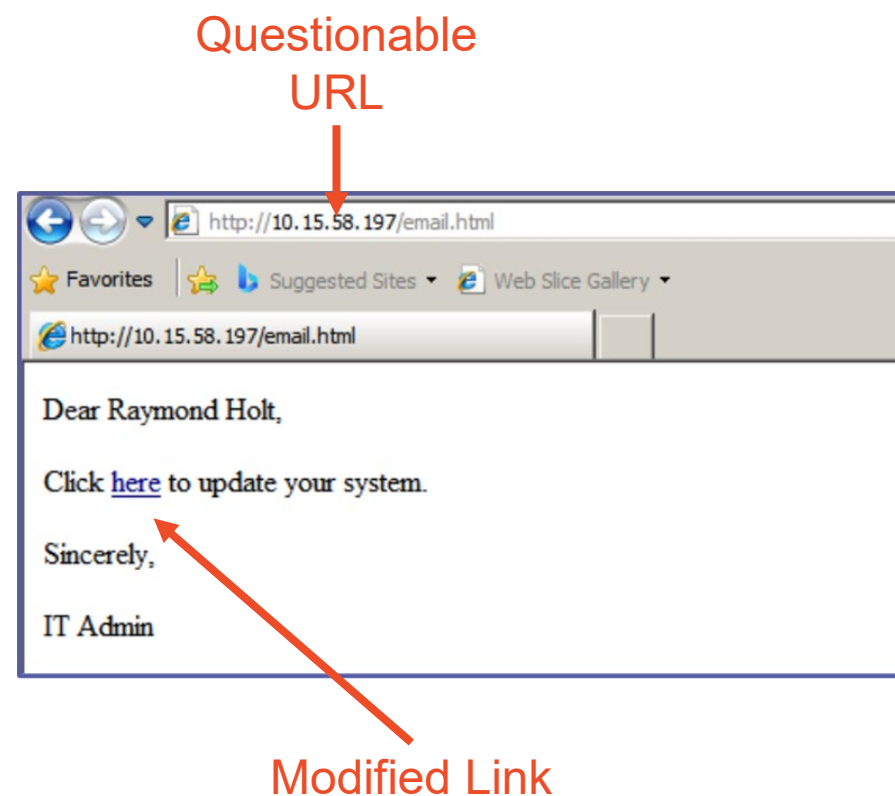 Questionable
URL
http://10.15.58.197/email.html
Favorites Suggested Sites Web Slice Gallery
http://10.15.58.197/email.html
Dear Raymond Holt,
Click here to update your system.
Sincerely,
IT Admin
Modified Link